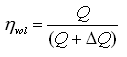 η_vol = Q / (Q + ΔQ)